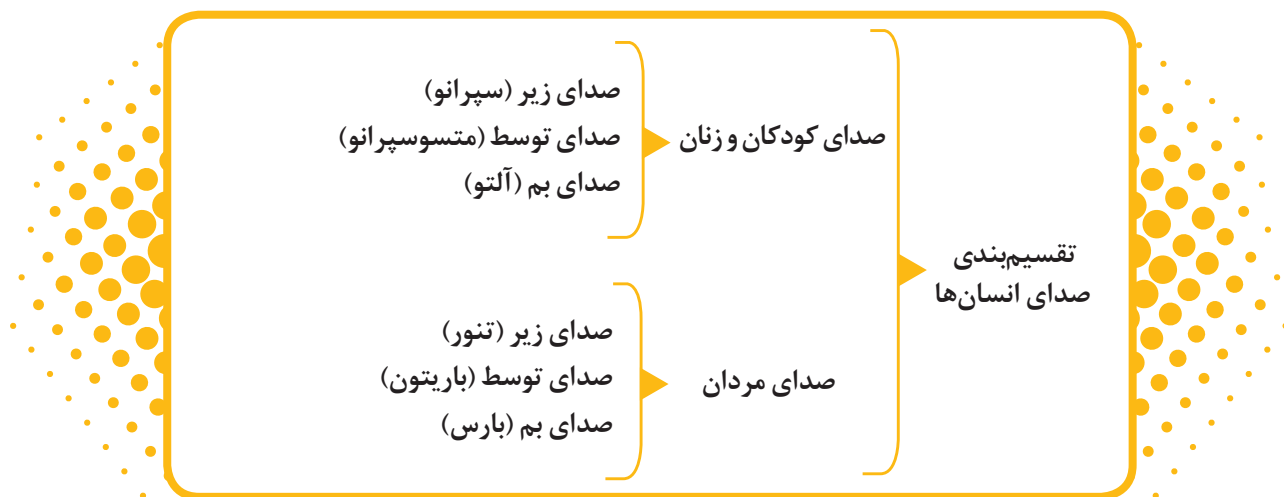 تقسیم‌بندی
صدای انسان‌ها
صدای کودکان و زنان
صدای زیر (سپرانو)
صدای توسط (متسوسپرانو)
صدای بم (آلتو)
صدای مردان
صدای زیر (تنور)
صدای توسط (باریتون)
صدای بم (بارس)